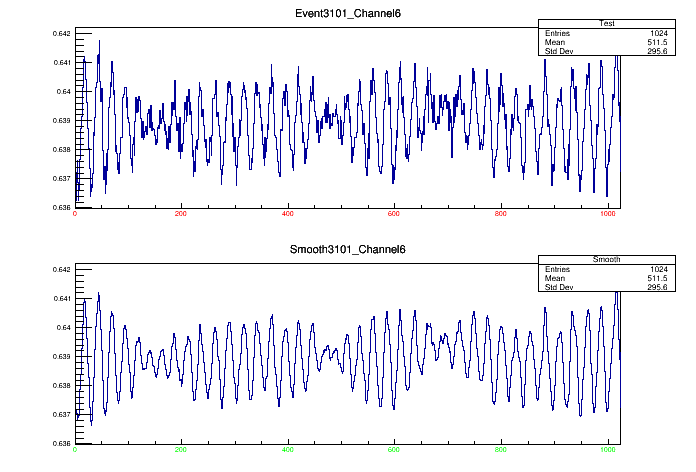 Event3101_Channel6
Test
Entries 1024
Mean 511.5
Std Dev 295.6
0.642
0.641
0.64
0.639
0.638
0.637
0.636
0 200 400 600 800 1000
Smooth3101_Channel6
Smooth
Entries 1024
Mean 511.5
Std Dev 295.6
0.642
0.641
0.64
0.639
0.638
0.637
0.636
0 200 400 600 800 1000